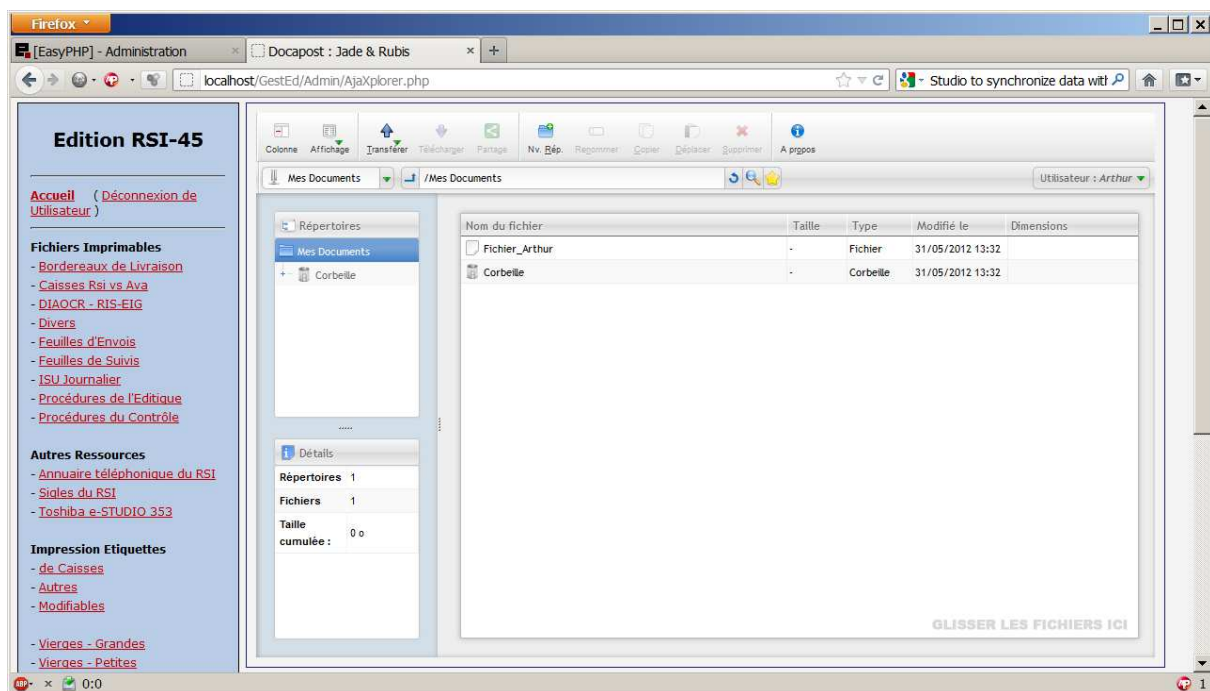 Firefox
[EasyPHP] - Administration
Docapost : Jade & Rubis
localhost/GestEd/Admin/AjaXplorer.php
- Studio to synchronize data witl
Edition RSI-45
Accueil ( Déconnexion de
Utilisateur )
Fichiers Imprimables
- Bordereaux de Livraison
- Caisses Rsi vs Ava
- DIAOCR - RIS-EIG
- Divers
- Feuilles d'Envois
- Feuilles de Suivis
- ISU Journalier
- Procédures de l'Editique
- Procédures du Contrôle
Autres Ressources
- Annuaire téléphonique du RSI
- Sigles du RSI
- Toshiba e-STUDIO 353
Impression Etiquettes
- de Caisses
- Autres
- Modifiables
- Vierges - Grandes
- Vierges - Petites
Colonne Affichage Transférer Télécharger Partage Nv. Rép. Renommer Copier Déplacer Supprimer A propos
Mes Documents /Mes Documents Utilisateur : Arthur
Répertoires
Mes Documents
Corbeille
Détails
Répertoires 1
Fichiers 1
Taille
cumulée : 0 o
Nom du fichier Taille Type Modifié le Dimensions
Fichier_Arthur - Fichier 31/05/2012 13:32
Corbeille - Corbeille 31/05/2012 13:32
GLISSER LES FICHIERS ICI
ABP 0:0 1